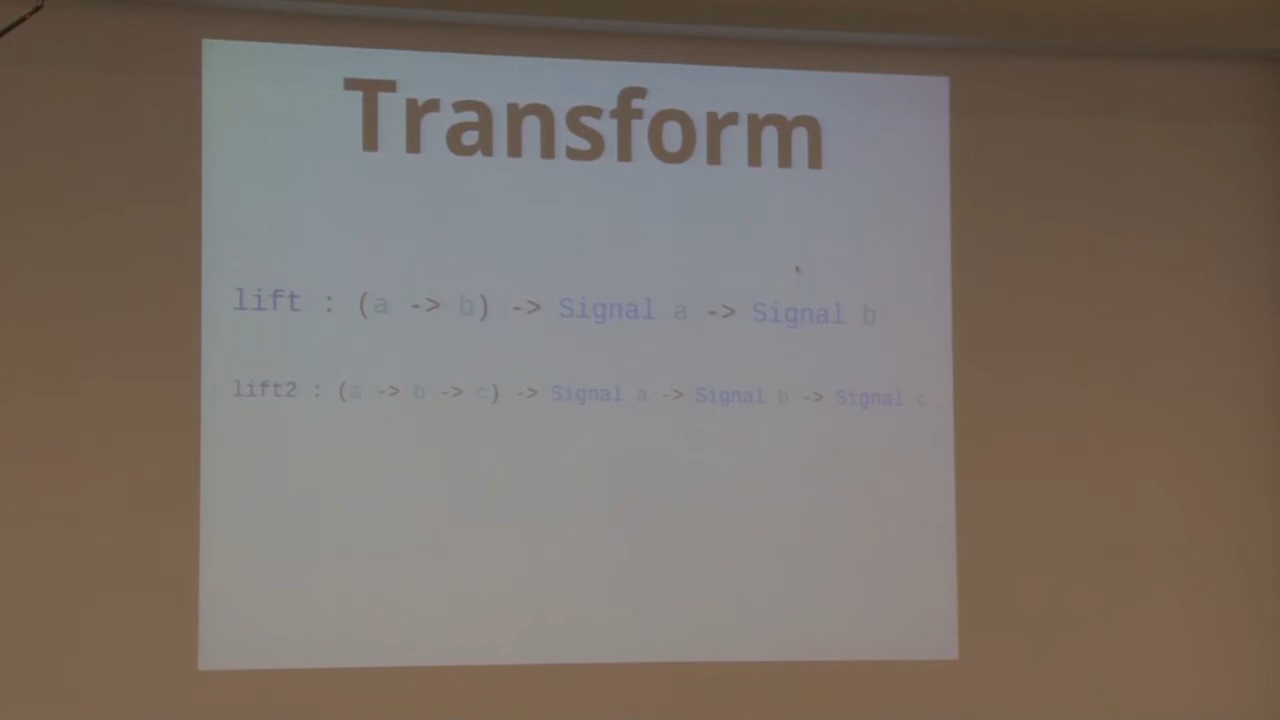 Transform
lift : (a -> b) -> Signal a -> Signal b
lift2 : (a -> b -> c) -> Signal a -> Signal b -> Signal c